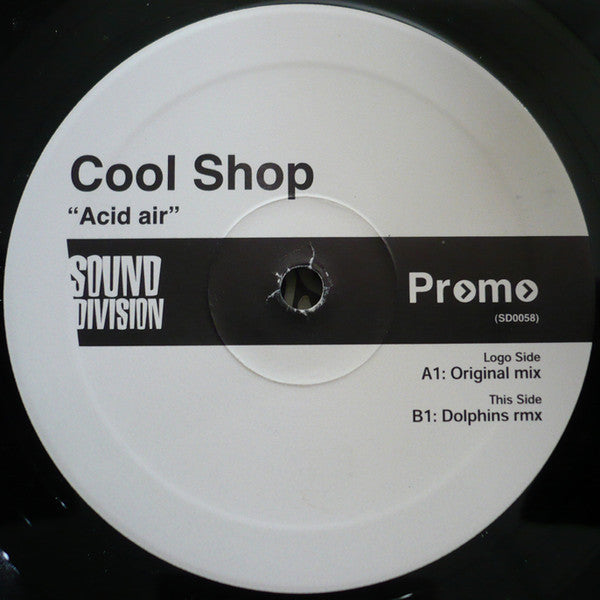 Cool Shop
“Acid air”
SOUND
DIVISION
Promo
(SD0058)
Logo Side
A1: Original mix
This Side
B1: Dolphins rmx